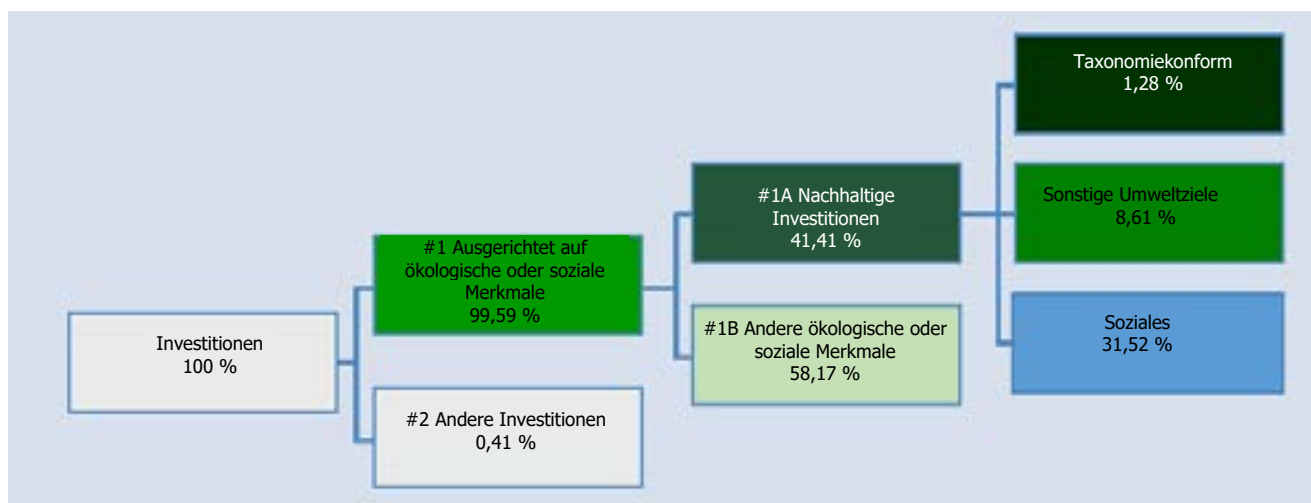 Investitionen
100 %
#1 Ausgerichtet auf
ökologische oder soziale
Merkmale
99,59 %
#2 Andere Investitionen
0,41 %
#1A Nachhaltige
Investitionen
41,41 %
#1B Andere ökologische oder
soziale Merkmale
58,17 %
Taxonomiekonform
1,28 %
Sonstige Umweltziele
8,61 %
Soziales
31,52 %